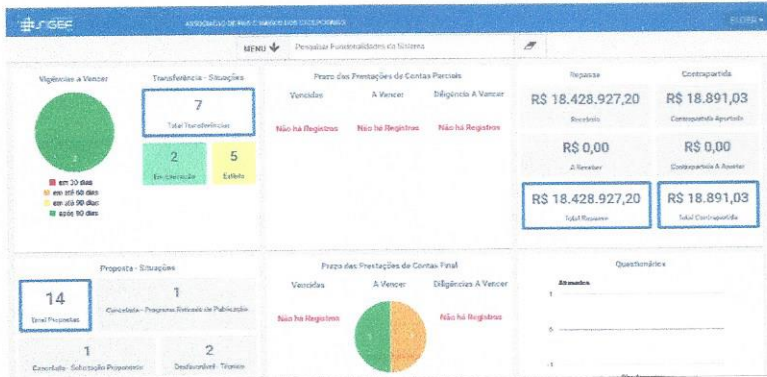 SIGEF
ASSOCIAÇÃO DE PAIS E AMIGOS DOS EXCEPCIONAIS
MENU
Pesquisar Funcionalidades do Sistema
Vigências a Vencer
2
em 30 dias
em até 60 dias
em até 90 dias
após 90 dias
Transferência - Situações
7
Total Transferências
2
Em execução
5
Prazo das Prestações de Contas Parciais
Vencidas
A Vencer
Diligência A Vencer
Não há Registros
Não há Registros
Não há Registros
Repasse
Contrapartida
R$ 18.428.927,20
Recebido
R$ 18.891,03
Contrapartida Aportada
R$ 0,00
A Receber
R$ 0,00
Contrapartida A Aportar
R$ 18.428.927,20
Total Repasse
R$ 18.891,03
Total Contrapartida
Proposta - Situações
14
Total Propostas
1
Cancelada - Programa Retirado de Publicação
1
Cancelada - Solicitação Proponente
2
Desfavorável - Técnico
Prazo das Prestações de Contas Final
Vencidas
A Vencer
Diligências A Vencer
Não há Registros
1
1
Não há Registros
Questionários
Atrasados
1
0
-1